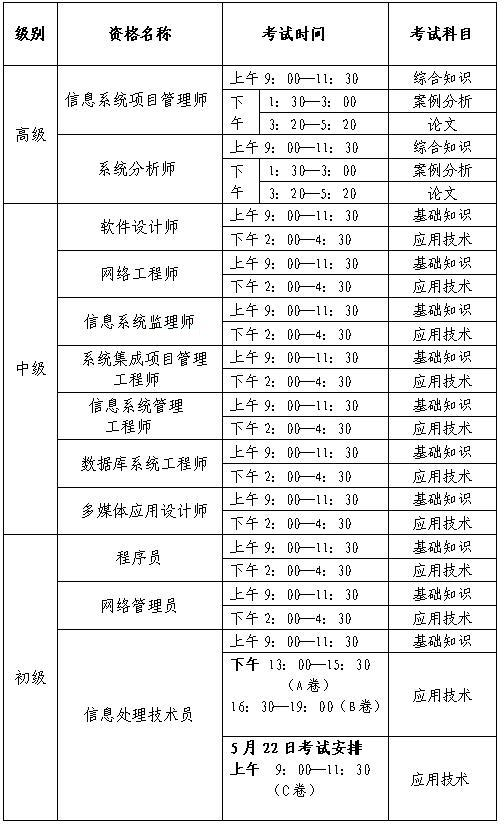 级别 资格名称 考试时间 考试科目
高级
信息系统项目管理师
上午 9：00—11：30 综合知识
下午
1：30—3：00 案例分析
3：20—5：20 论文
系统分析师
上午 9：00—11：30 综合知识
下午
1：30—3：00 案例分析
3：20—5：20 论文
中级
软件设计师
上午 9：00—11：30 基础知识
下午 2：00—4：30 应用技术
网络工程师
上午 9：00—11：30 基础知识
下午 2：00—4：30 应用技术
信息系统监理师
上午 9：00—11：30 基础知识
下午 2：00—4：30 应用技术
系统集成项目管理
工程师
上午 9：00—11：30 基础知识
下午 2：00—4：30 应用技术
信息系统管理
工程师
上午 9：00—11：30 基础知识
下午 2：00—4：30 应用技术
数据库系统工程师
上午 9：00—11：30 基础知识
下午 2：00—4：30 应用技术
多媒体应用设计师
上午 9：00—11：30 基础知识
下午 2：00—4：30 应用技术
初级
程序员
上午 9：00—11：30 基础知识
下午 2：00—4：30 应用技术
网络管理员
上午 9：00—11：30 基础知识
下午 2：00—4：30 应用技术
信息处理技术员
上午 9：00—11：30 基础知识
下午 13：00—15：30
（A卷）
16：30—19：00（B卷）
应用技术
5月22日考试安排
上午 9：00—11：30
（C卷）
应用技术